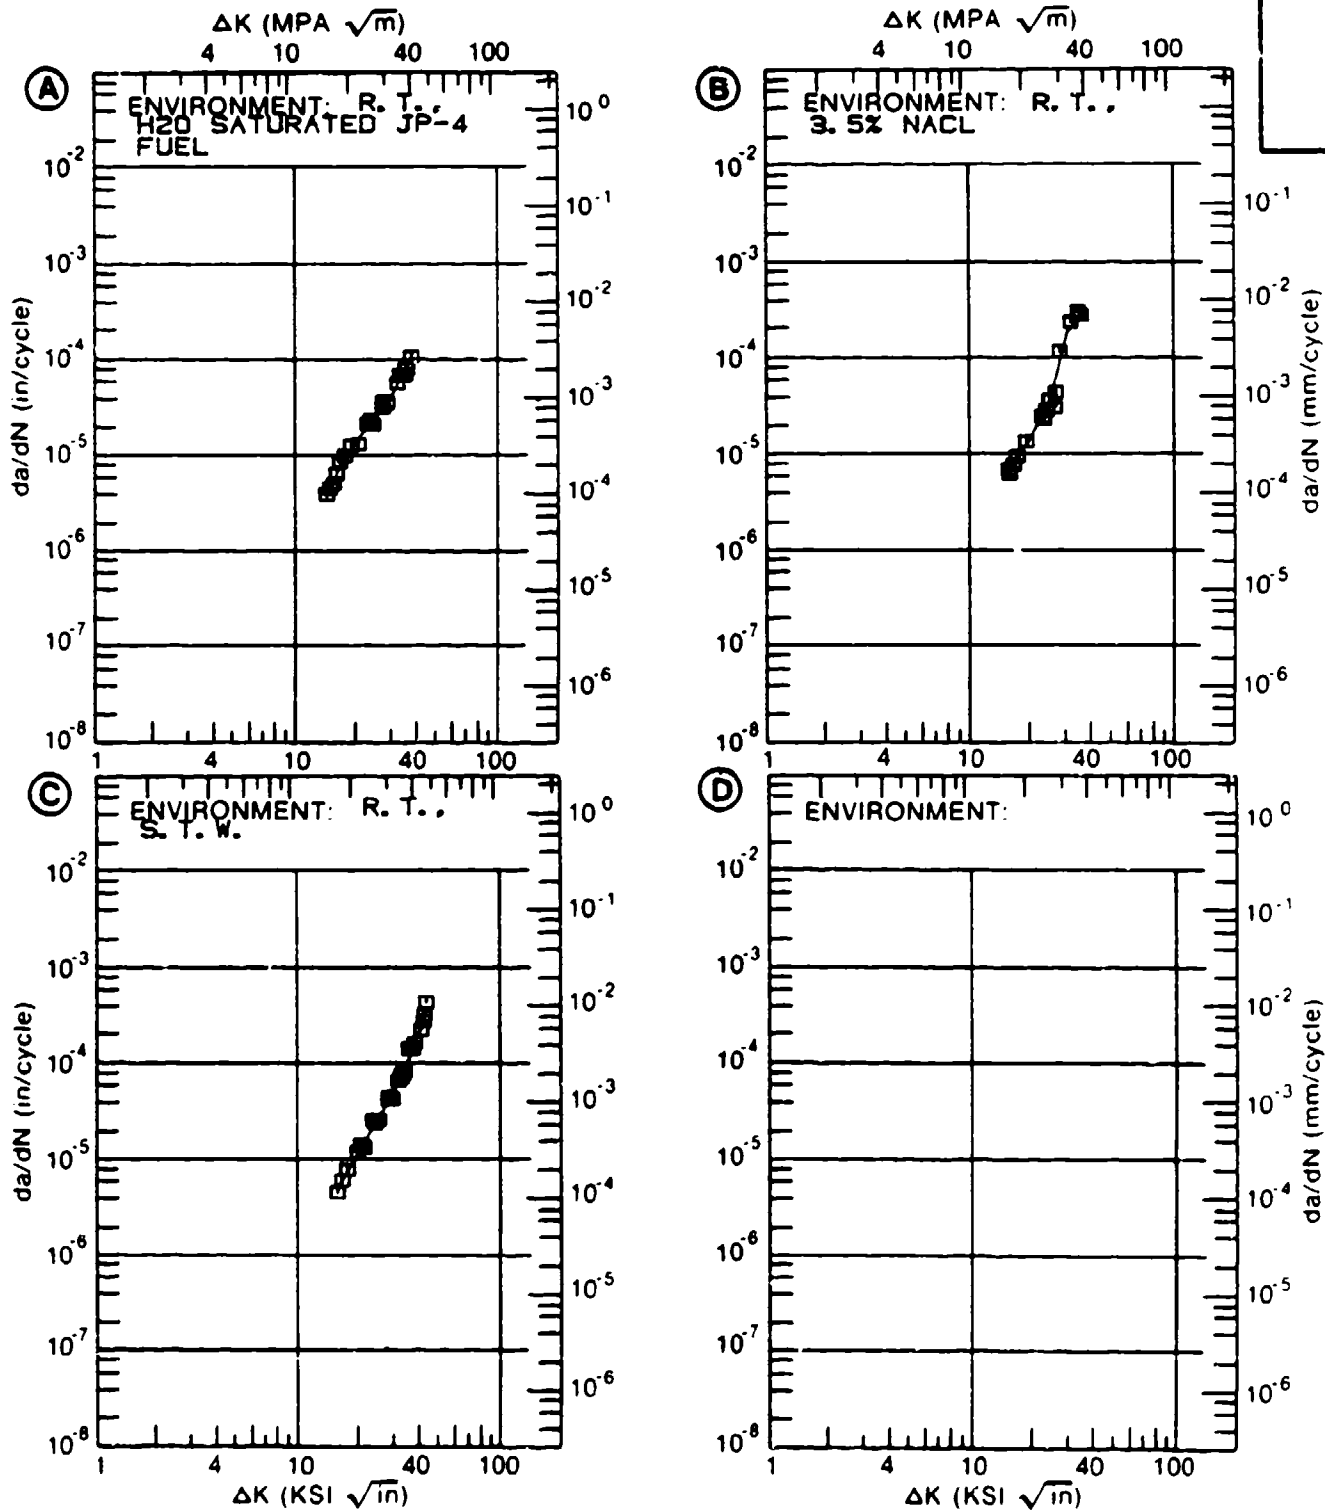 ΔK (MPA √m)
4 10 40 100
A
ENVIRONMENT: R. T.,
H2O SATURATED JP-4
FUEL
10⁻²
10⁻³
10⁻⁴
10⁻⁵
10⁻⁶
10⁻⁷
10⁻⁸
da/dN (in/cycle)
10⁰
10⁻¹
10⁻²
10⁻³
10⁻⁴
10⁻⁵
10⁻⁶
1 4 10 40 100
ΔK (MPA √m)
4 10 40 100
B
ENVIRONMENT: R. T.,
3. 5% NACL
10⁻²
10⁻³
10⁻⁴
10⁻⁵
10⁻⁶
10⁻⁷
10⁻⁸
10⁻¹
10⁻²
10⁻³
10⁻⁴
10⁻⁵
10⁻⁶
da/dN (mm/cycle)
1 4 10 40 100
C
ENVIRONMENT: R. T.,
S. T. W.
10⁻²
10⁻³
10⁻⁴
10⁻⁵
10⁻⁶
10⁻⁷
10⁻⁸
da/dN (in/cycle)
10⁰
10⁻¹
10⁻²
10⁻³
10⁻⁴
10⁻⁵
10⁻⁶
1 4 10 40 100
ΔK (KSI √in)
D
ENVIRONMENT:
10⁻²
10⁻³
10⁻⁴
10⁻⁵
10⁻⁶
10⁻⁷
10⁻⁸
10⁰
10⁻¹
10⁻²
10⁻³
10⁻⁴
10⁻⁵
10⁻⁶
da/dN (mm/cycle)
1 4 10 40 100
ΔK (KSI √in)